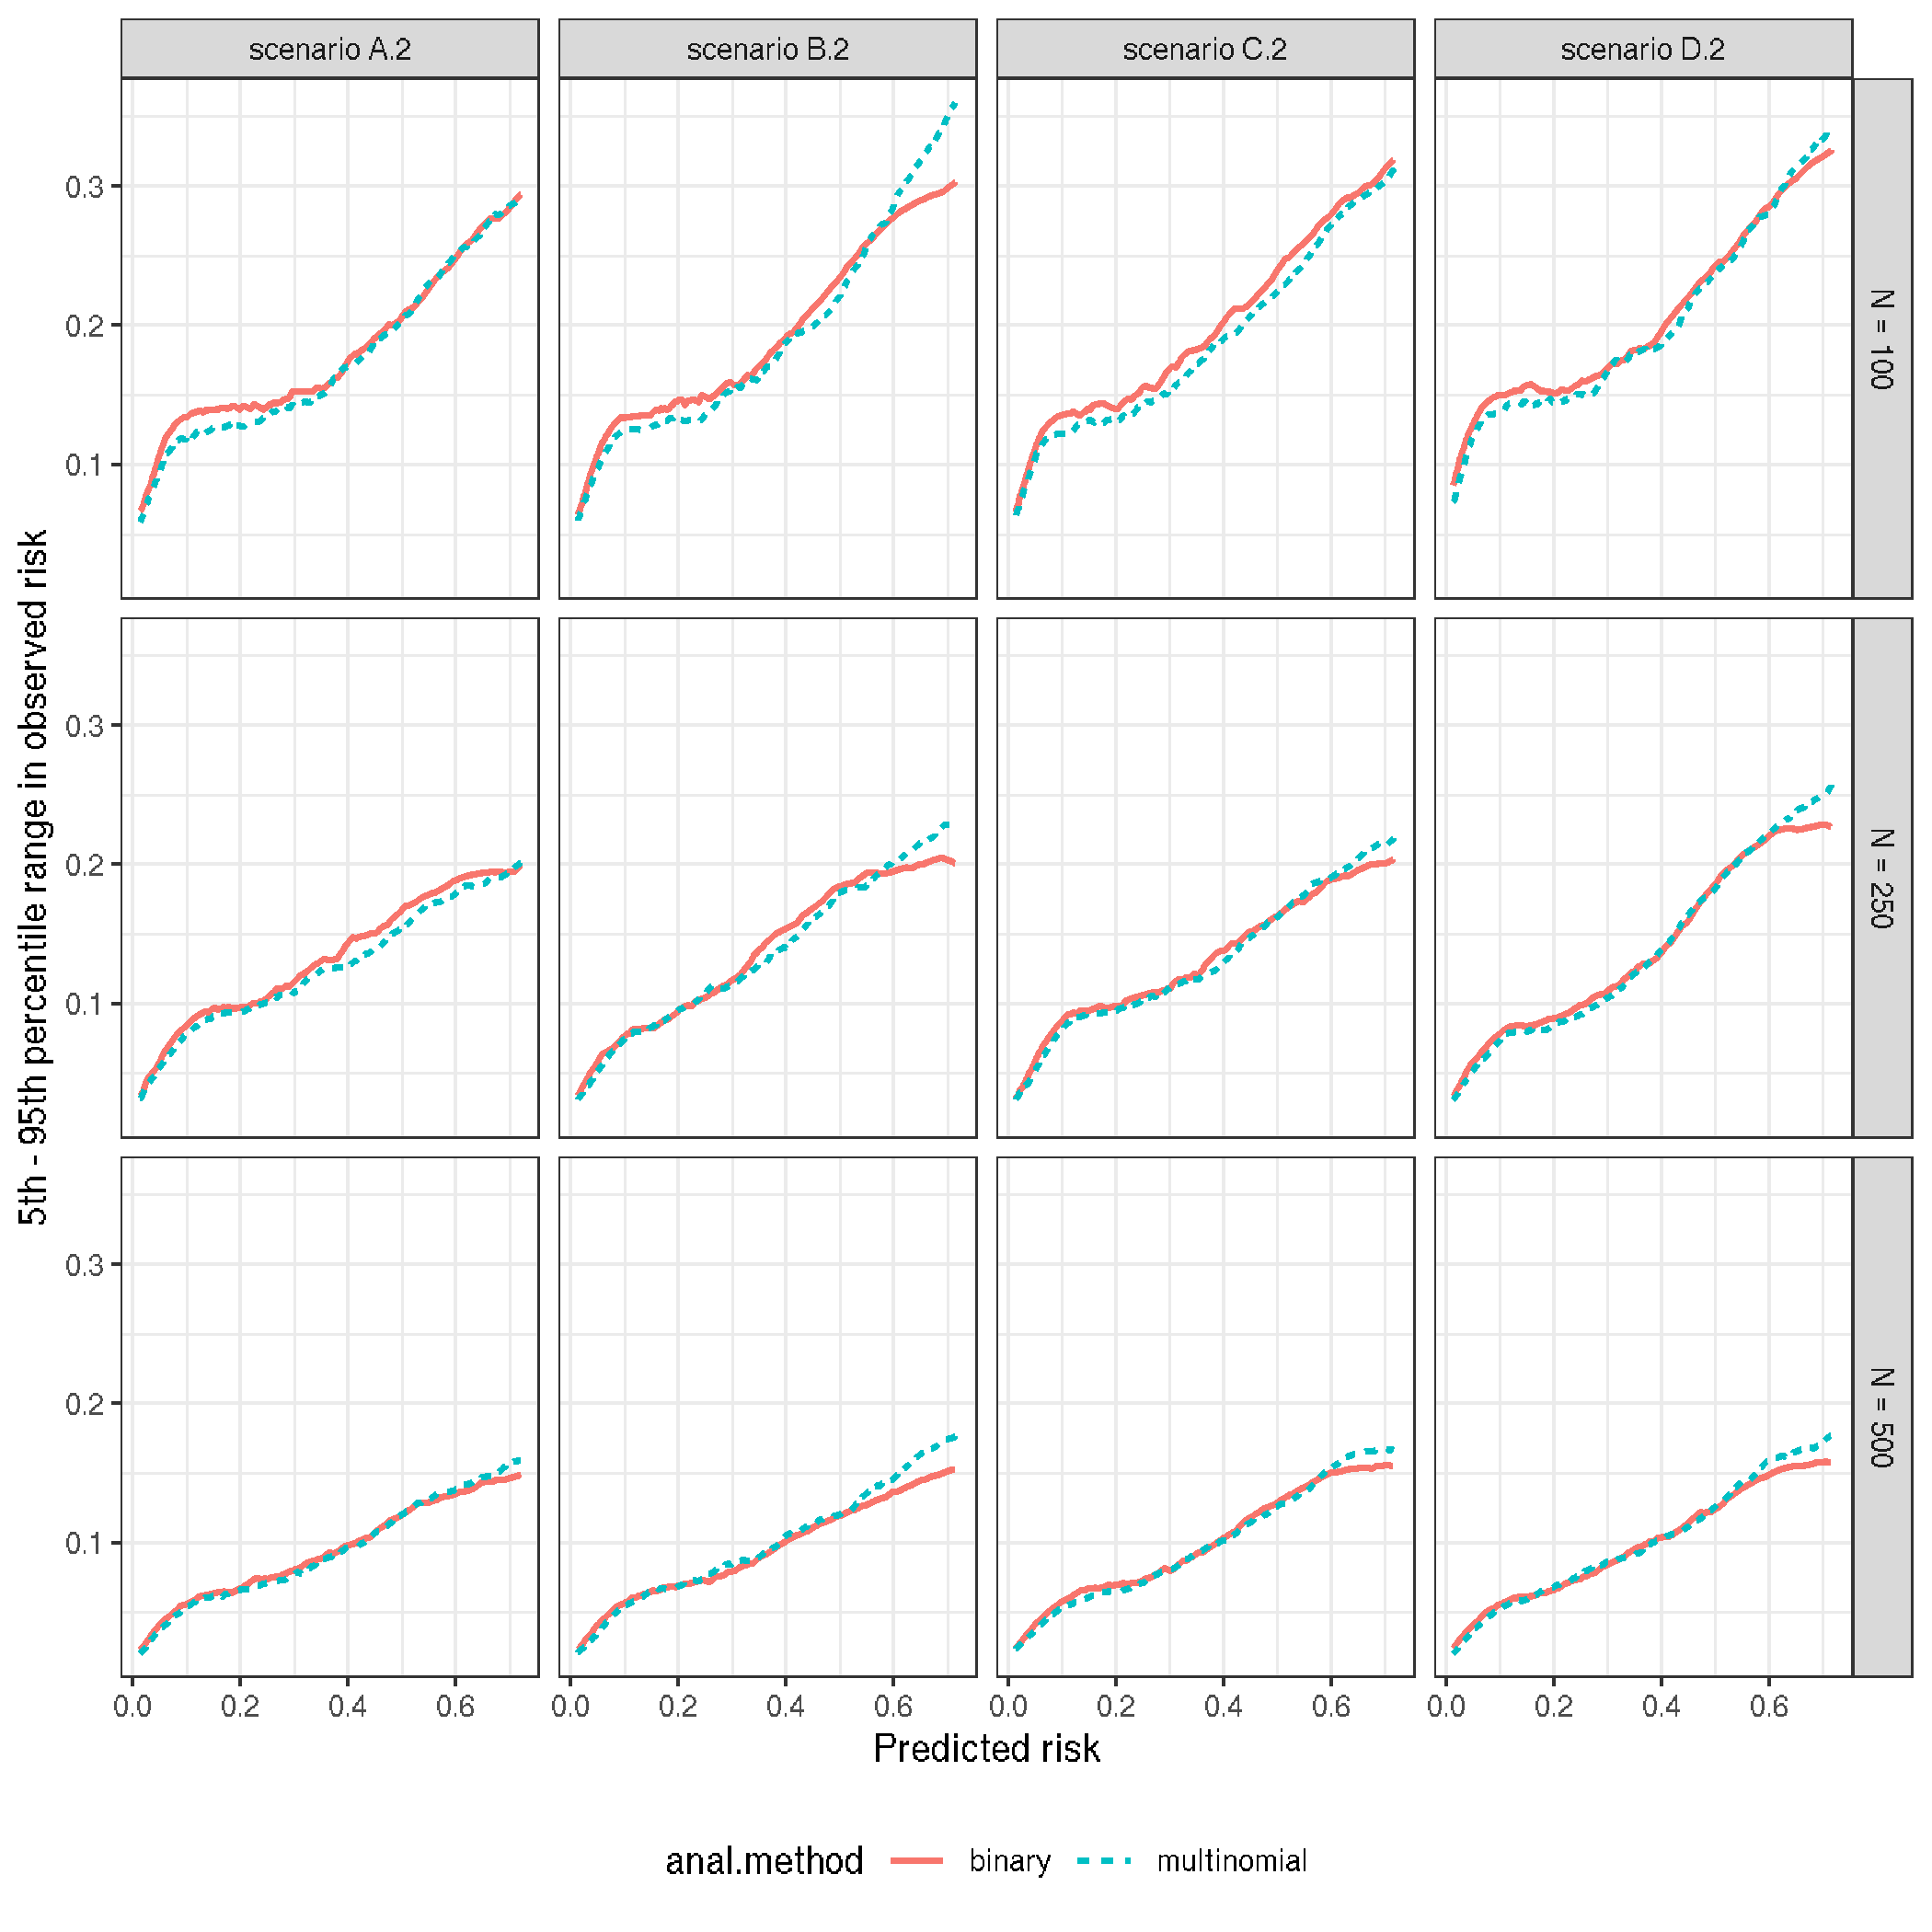 scenario A.2 scenario B.2 scenario C.2 scenario D.2
0.3
0.2
0.1
N = 100
0.3
0.2
0.1
N = 250
0.3
0.2
0.1
N = 500
5th - 95th percentile range in observed risk
0.0 0.2 0.4 0.6 0.0 0.2 0.4 0.6 0.0 0.2 0.4 0.6 0.0 0.2 0.4 0.6
Predicted risk
anal.method binary multinomial